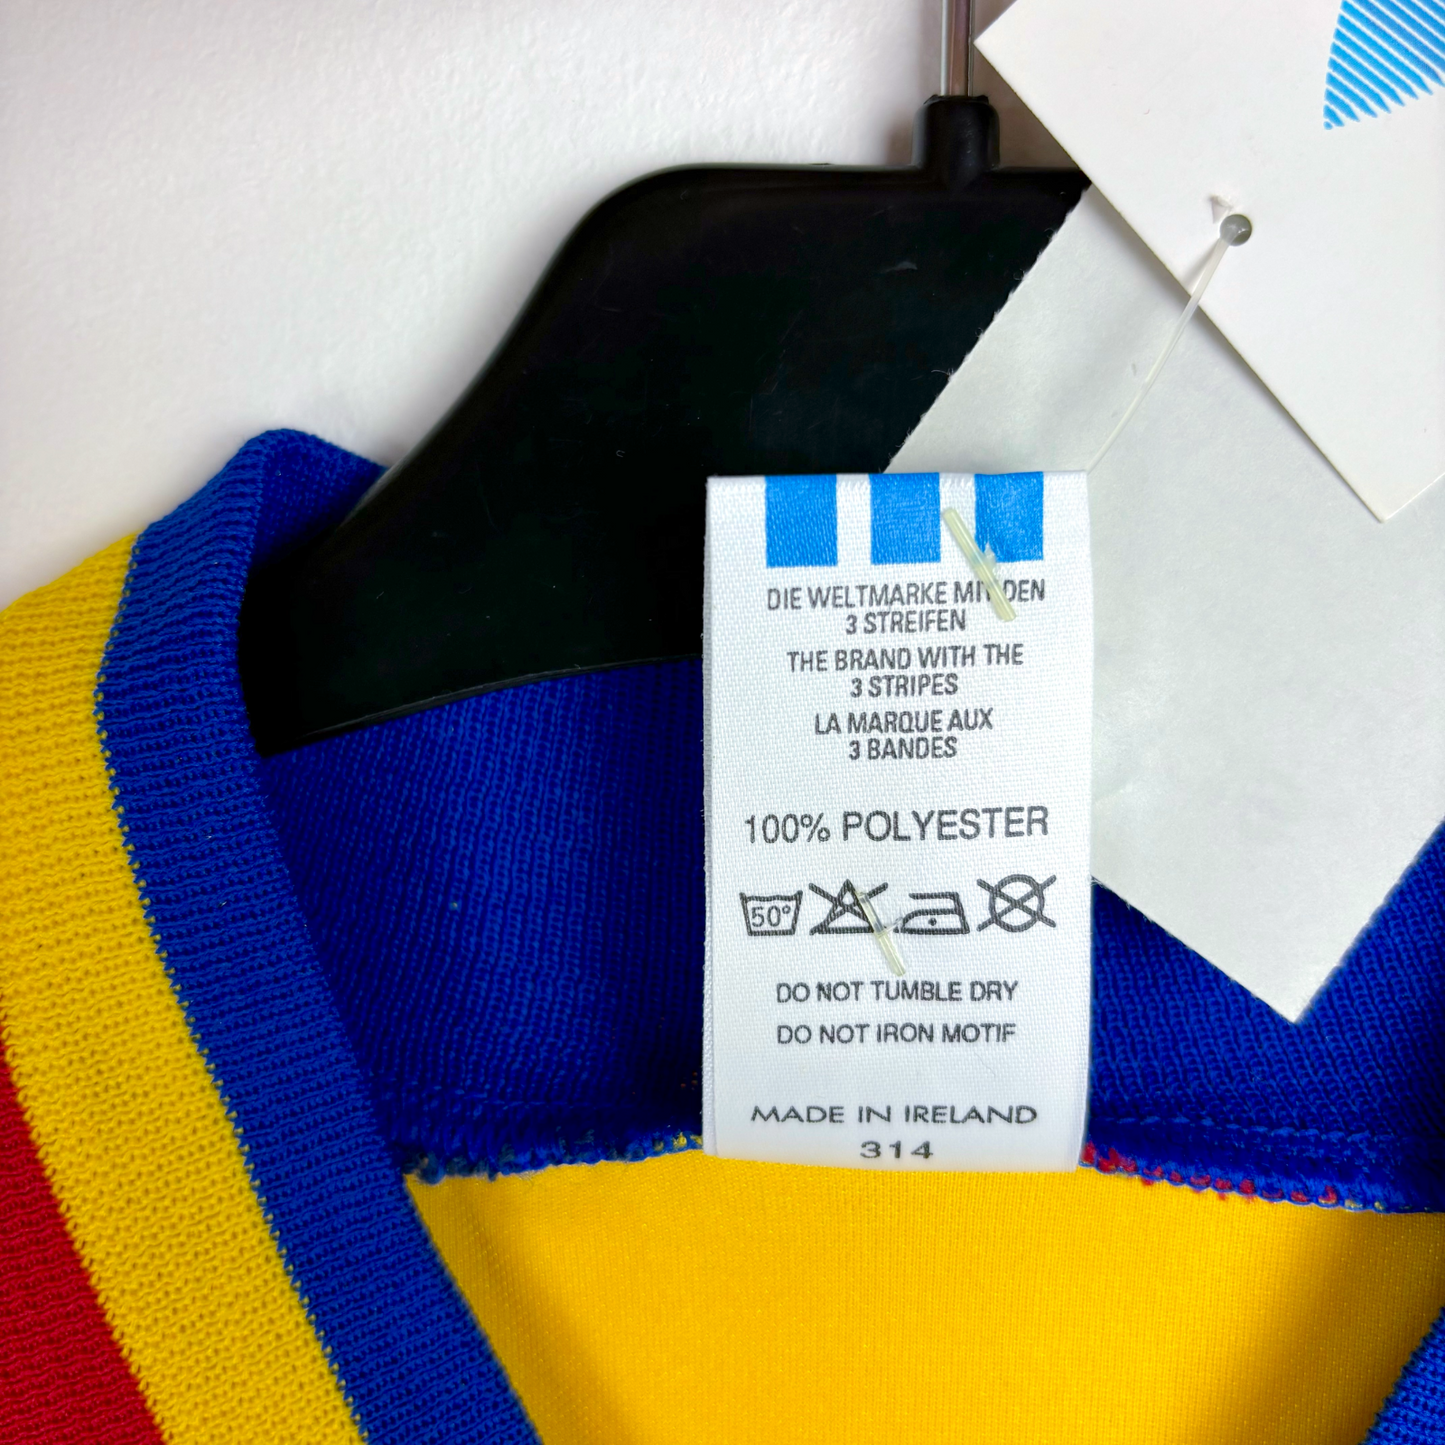 DIE WELTMARKE MIT DEN
3 STREIFEN
THE BRAND WITH THE
3 STRIPES
LA MARQUE AUX
3 BANDES
100% POLYESTER
50°
DO NOT TUMBLE DRY
DO NOT IRON MOTIF
MADE IN IRELAND
314